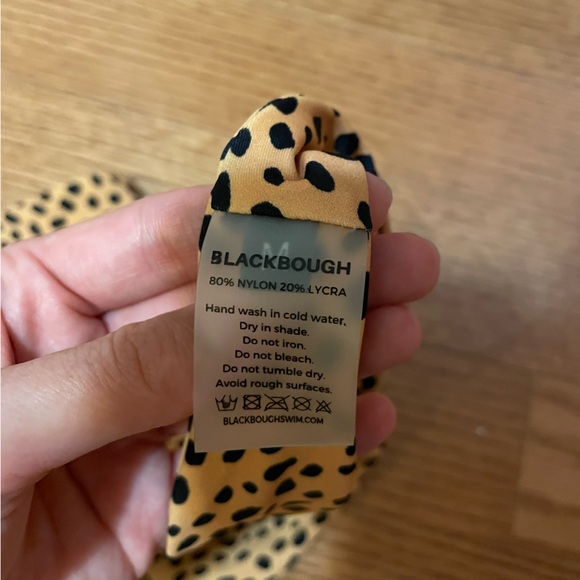 M
BLACKBOUGH
80% NYLON 20% LYCRA
Hand wash in cold water.
Dry in shade.
Do not iron.
Do not bleach.
Do not tumble dry.
Avoid rough surfaces.
BLACKBOUGHSWIM.COM